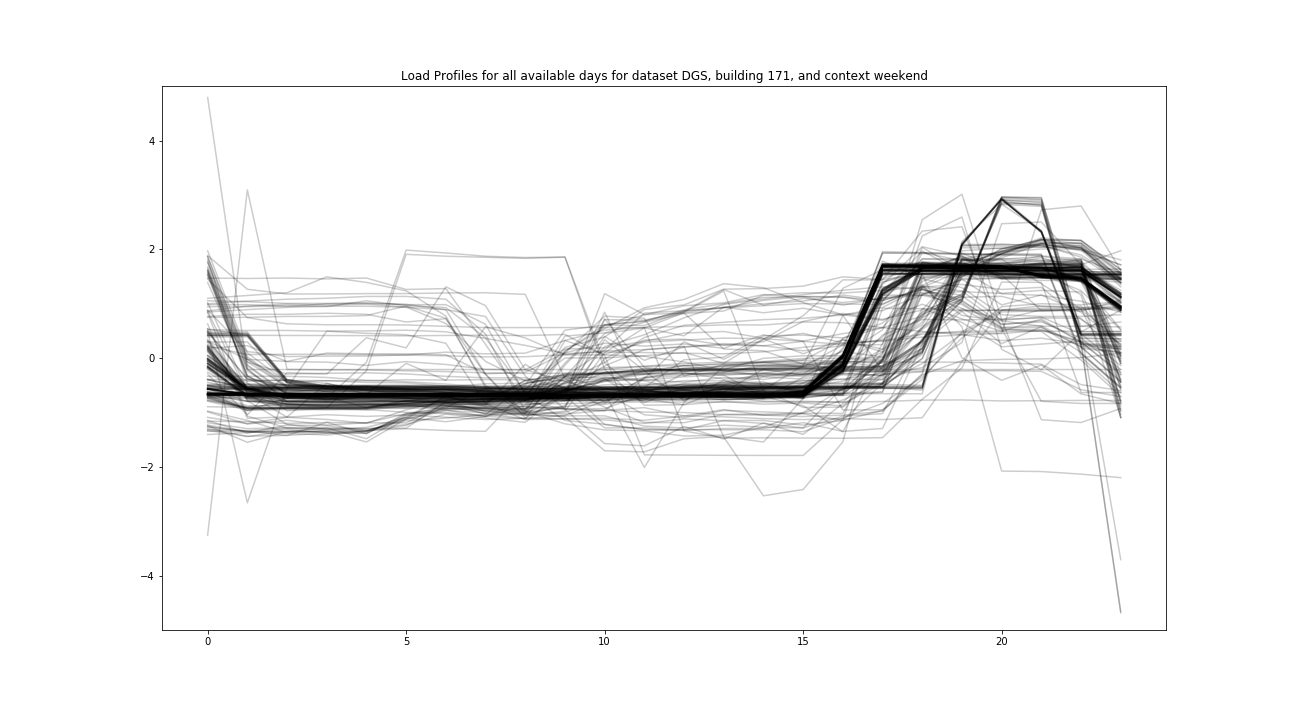 Load Profiles for all available days for dataset DGS, building 171, and context weekend
4
2
0
−2
−4
0 5 10 15 20